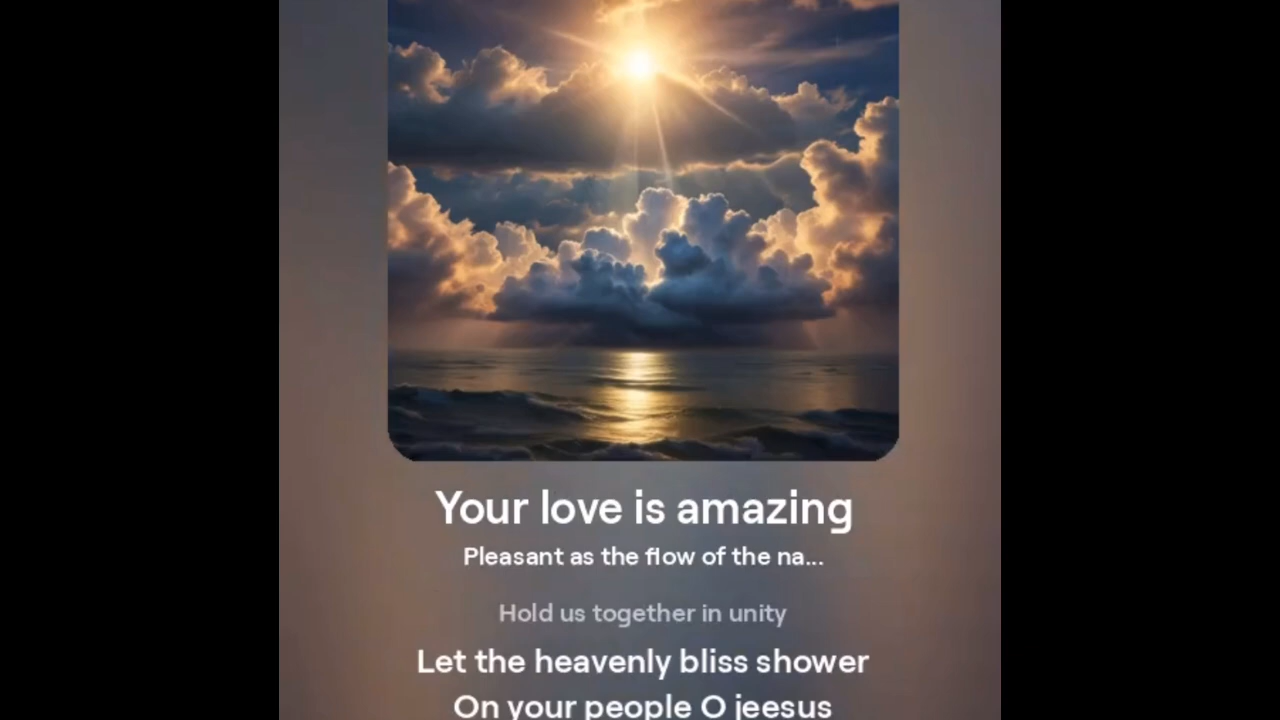 Your love is amazing
Pleasant as the flow of the na...
Hold us together in unity
Let the heavenly bliss shower
On your people O jeesus